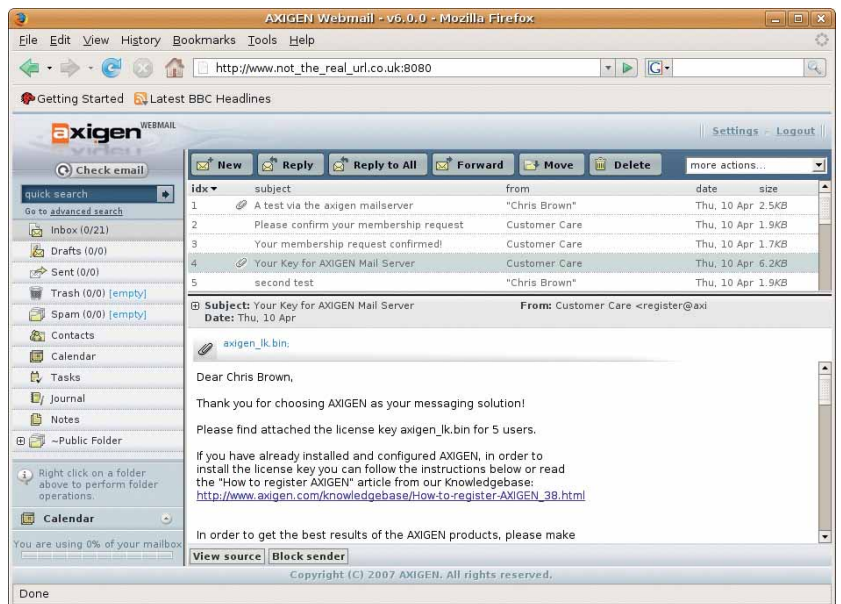 AXIGEN Webmail - v6.0.0 - Mozilla Firefox
File Edit View History Bookmarks Tools Help
http://www.not_the_real_url.co.uk:8080
Getting Started Latest BBC Headlines
axigen WEBMAIL
Settings - Logout
Check email
New Reply Reply to All Forward Move Delete more actions...
quick search
Go to advanced search
Inbox (0/21)
Drafts (0/0)
Sent (0/0)
Trash (0/0) [empty]
Spam (0/0) [empty]
Contacts
Calendar
Tasks
Journal
Notes
~Public Folder
Right click on a folder
above to perform folder
operations.
Calendar
You are using 0% of your mailbox
idx subject from date size
1 A test via the axigen mailserver "Chris Brown" Thu, 10 Apr 2.5KB
2 Please confirm your membership request Customer Care Thu, 10 Apr 1.9KB
3 Your membership request confirmed! Customer Care Thu, 10 Apr 1.7KB
4 Your Key for AXIGEN Mail Server Customer Care Thu, 10 Apr 6.2KB
5 second test "Chris Brown" Thu, 10 Apr 1.9KB
Subject: Your Key for AXIGEN Mail Server From: Customer Care <register@axi
Date: Thu, 10 Apr
axigen_lk.bin;
Dear Chris Brown,
Thank you for choosing AXIGEN as your messaging solution!
Please find attached the license key axigen_lk.bin for 5 users.
If you have already installed and configured AXIGEN, in order to
install the license key you can follow the instructions below or read
the "How to register AXIGEN" article from our Knowledgebase:
http://www.axigen.com/knowledgebase/How-to-register-AXIGEN_38.html
In order to get the best results of the AXIGEN products, please make
View source Block sender
Copyright (C) 2007 AXIGEN. All rights reserved.
Done